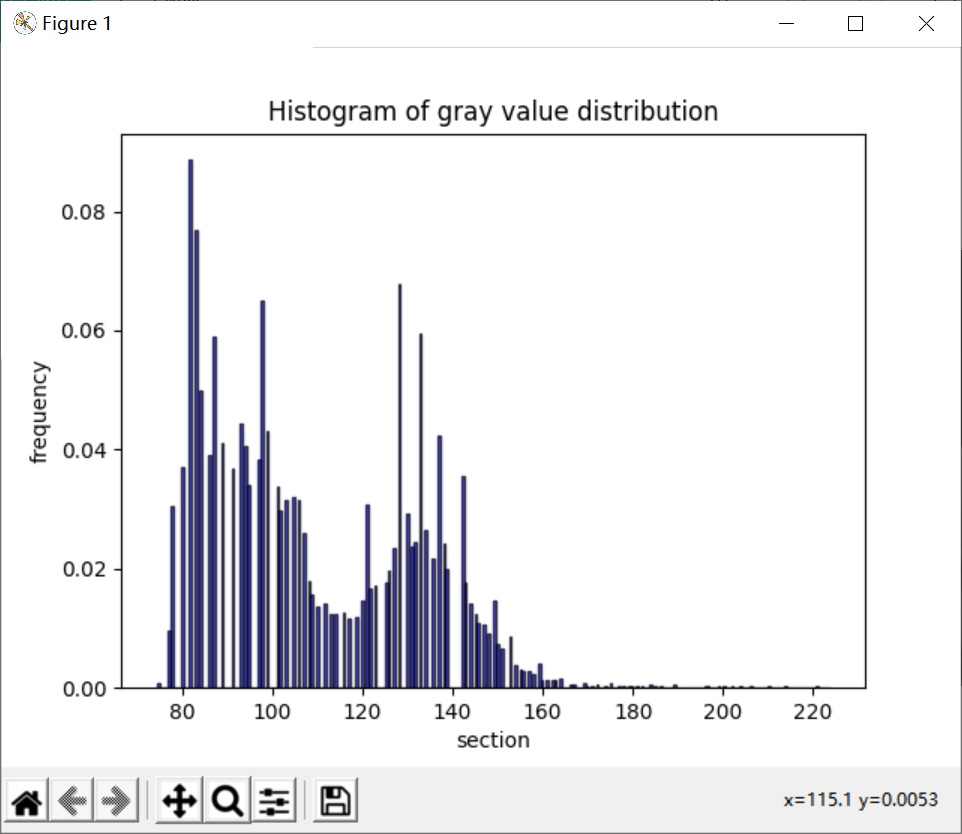 Figure 1
Histogram of gray value distribution
0.08
0.06
0.04
0.02
0.00
frequency
80 100 120 140 160 180 200 220
section
x=115.1 y=0.0053